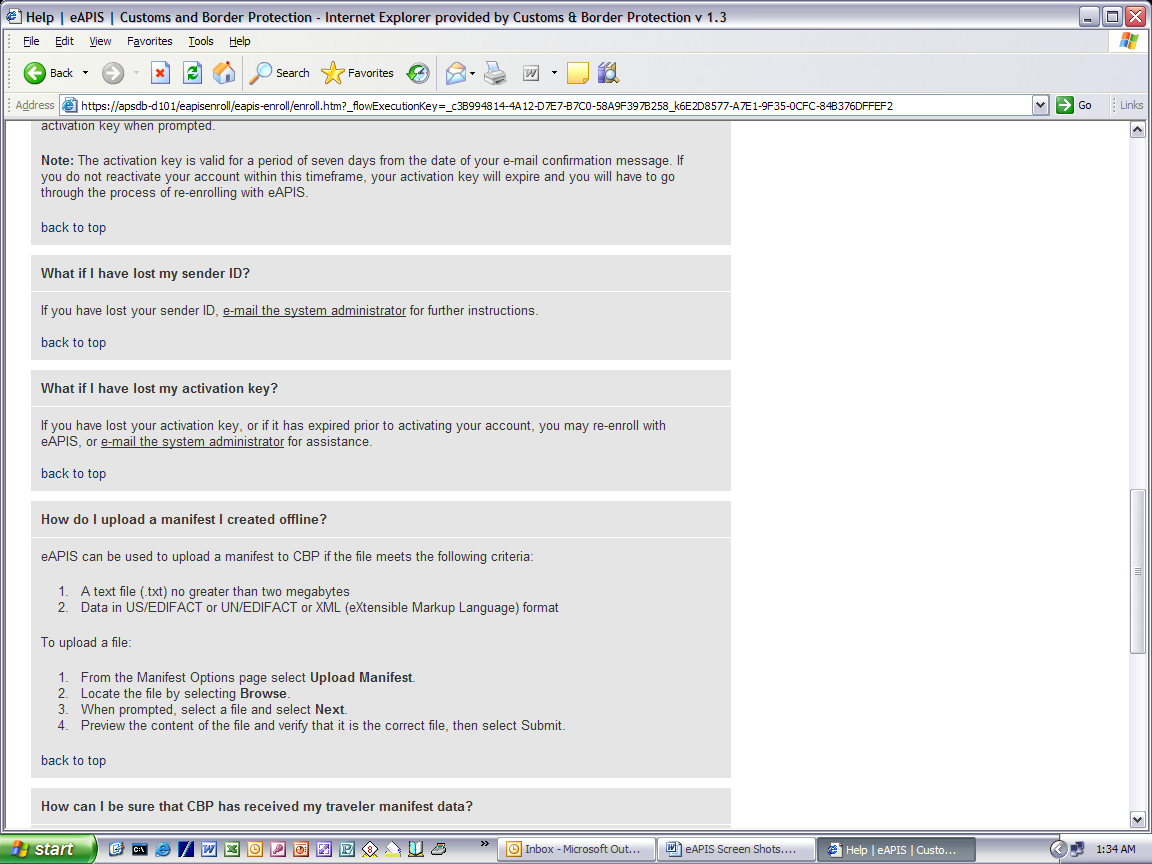 Help | eAPIS | Customs and Border Protection - Internet Explorer provided by Customs & Border Protection v 1.3
File Edit View Favorites Tools Help
Back Search Favorites
Address https://apsdb-d101/eapisenroll/eapis-enroll/enroll.htm?_flowExecutionKey=_c3B994814-4A12-D7E7-B7C0-58A9F397B258_k6E2D8577-A7E1-9F35-0CFC-84B376DFFEF2 Go Links
activation key when prompted.
Note: The activation key is valid for a period of seven days from the date of your e-mail confirmation message. If
you do not reactivate your account within this timeframe, your activation key will expire and you will have to go
through the process of re-enrolling with eAPIS.
back to top
What if I have lost my sender ID?
If you have lost your sender ID, e-mail the system administrator for further instructions.
back to top
What if I have lost my activation key?
If you have lost your activation key, or if it has expired prior to activating your account, you may re-enroll with
eAPIS, or e-mail the system administrator for assistance.
back to top
How do I upload a manifest I created offline?
eAPIS can be used to upload a manifest to CBP if the file meets the following criteria:
1. A text file (.txt) no greater than two megabytes
2. Data in US/EDIFACT or UN/EDIFACT or XML (eXtensible Markup Language) format
To upload a file:
1. From the Manifest Options page select Upload Manifest.
2. Locate the file by selecting Browse.
3. When prompted, select a file and select Next.
4. Preview the content of the file and verify that it is the correct file, then select Submit.
back to top
How can I be sure that CBP has received my traveler manifest data?
start Inbox - Microsoft Out... eAPIS Screen Shots.... Help | eAPIS | Custo... 1:34 AM